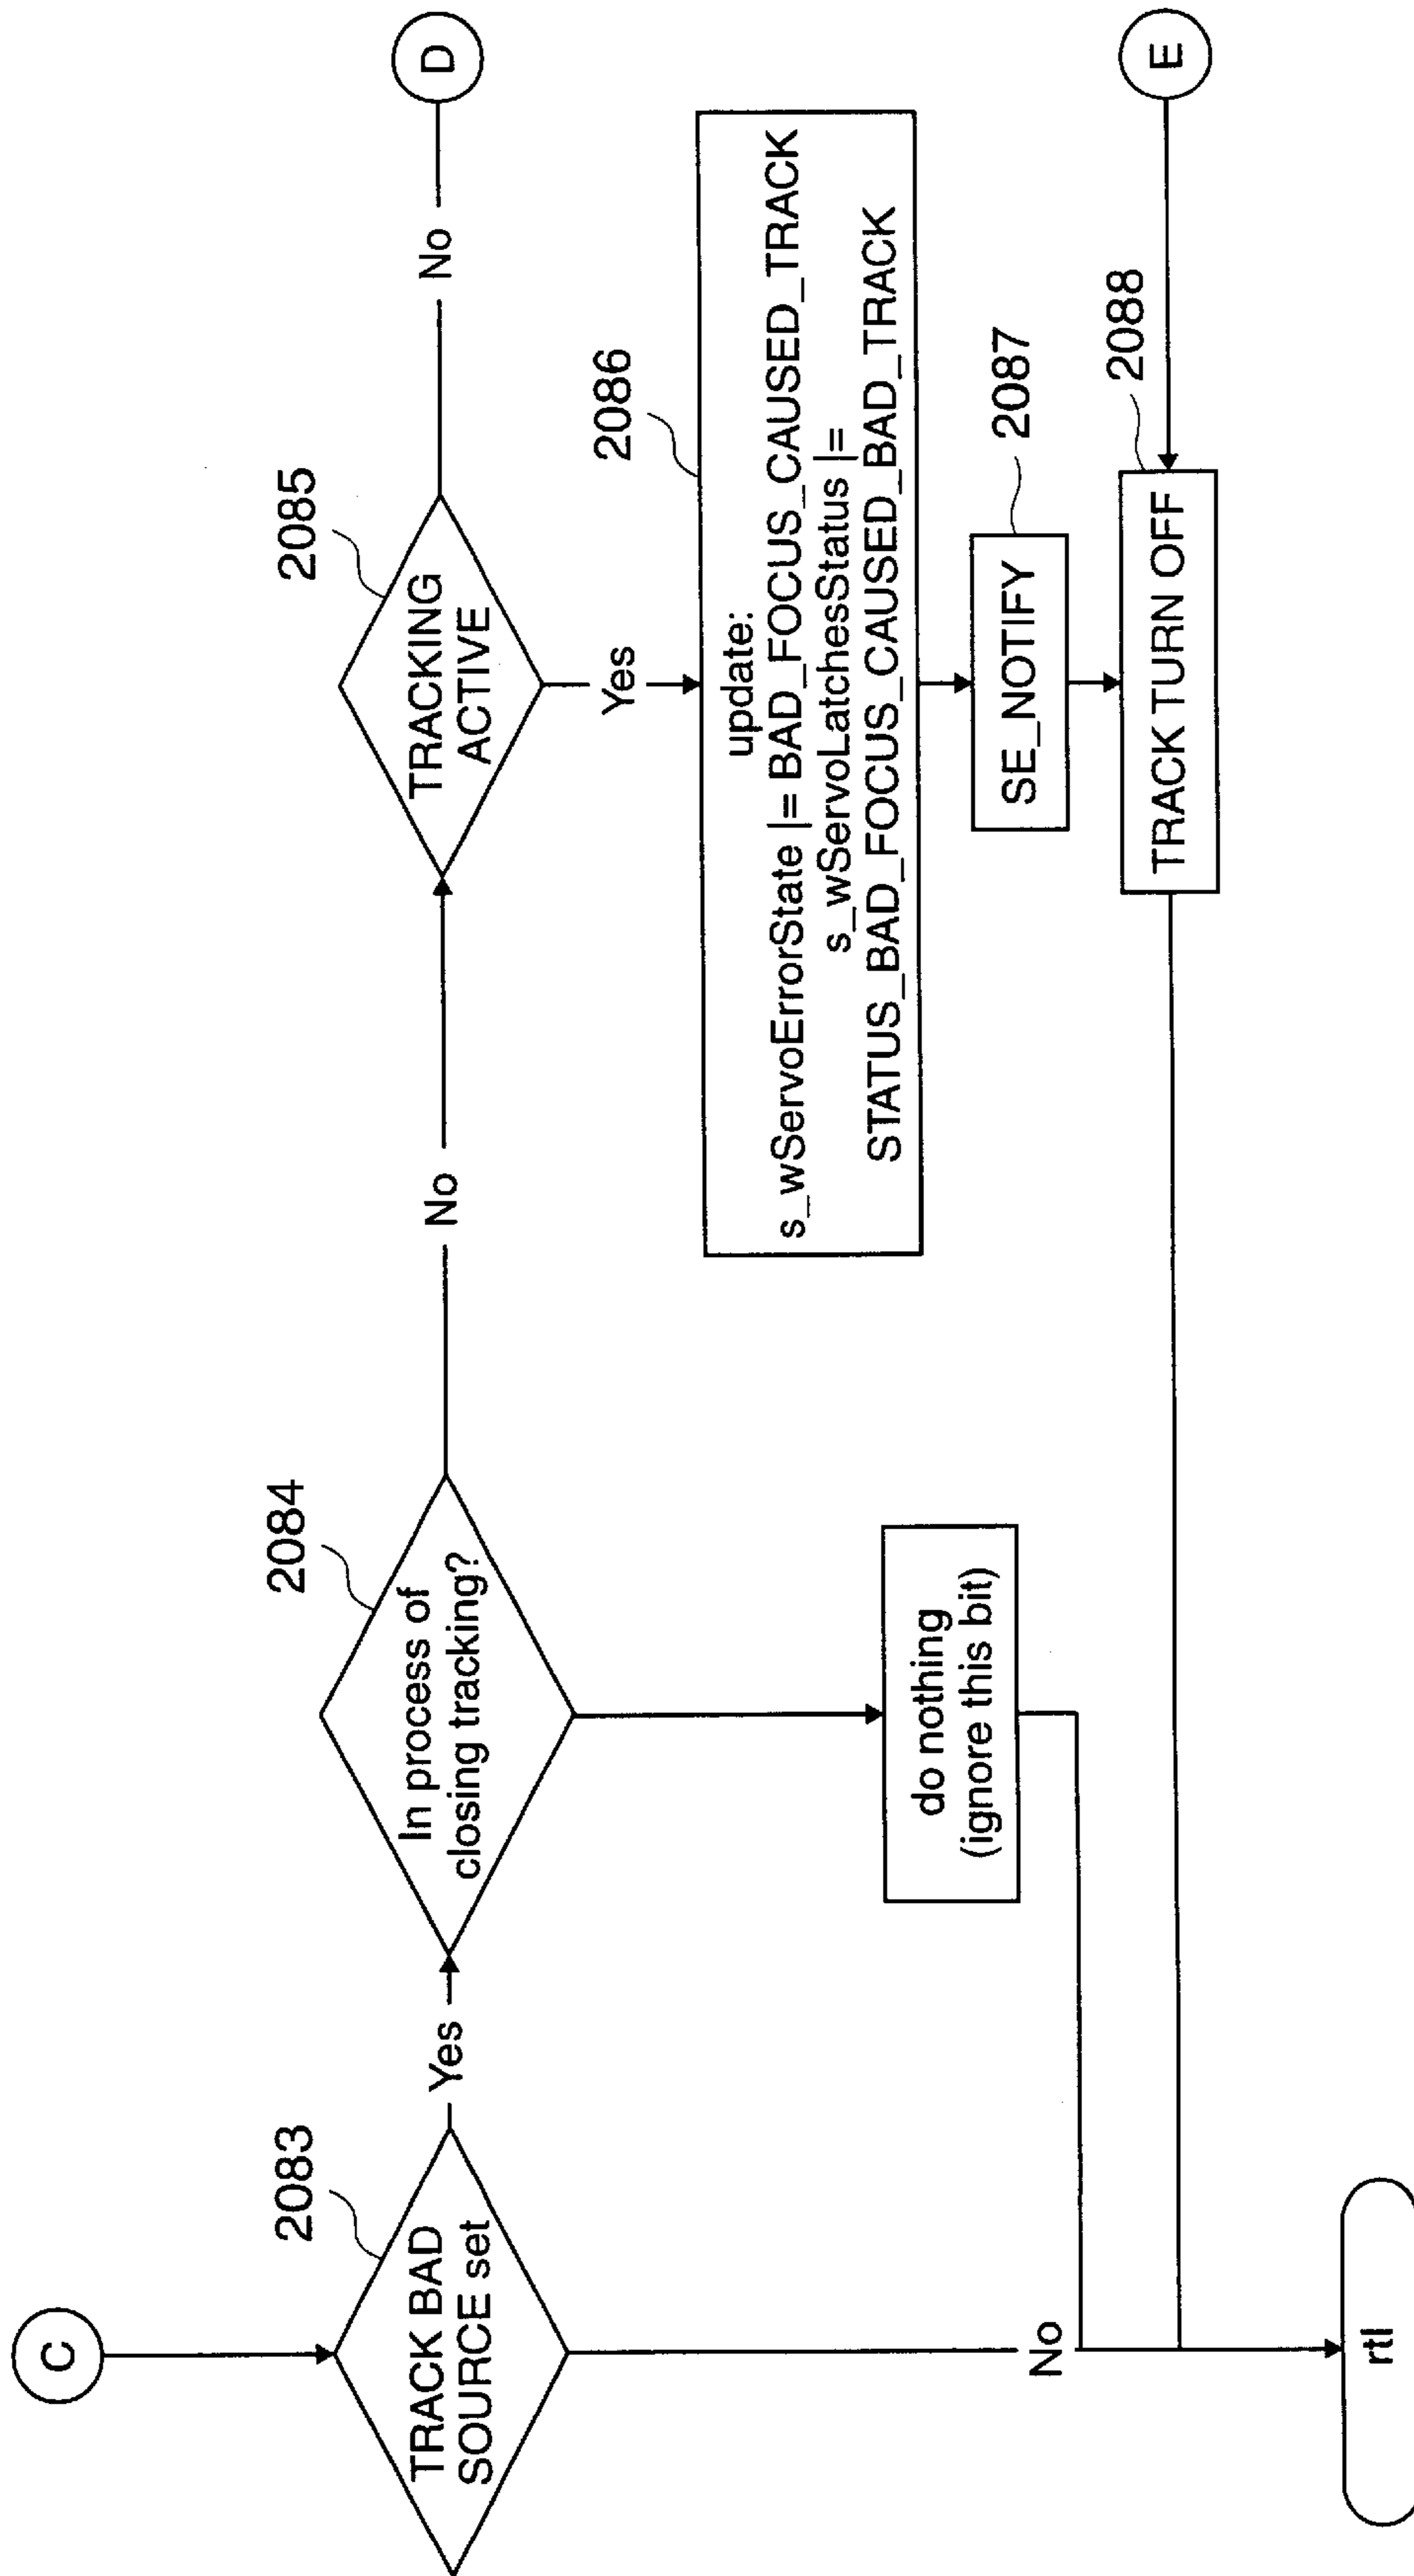 C
2083
TRACK BAD
SOURCE set
Yes
2084
In process of
closing tracking?
No
2085
TRACKING
ACTIVE
No
D
Yes
2086
update:
s_wServoErrorState |= BAD_FOCUS_CAUSED_TRACK
s_wServoLatchesStatus |=
STATUS_BAD_FOCUS_CAUSED_BAD_TRACK
do nothing
(ignore this bit)
2087
SE_NOTIFY
2088
TRACK TURN OFF
E
No
rtl